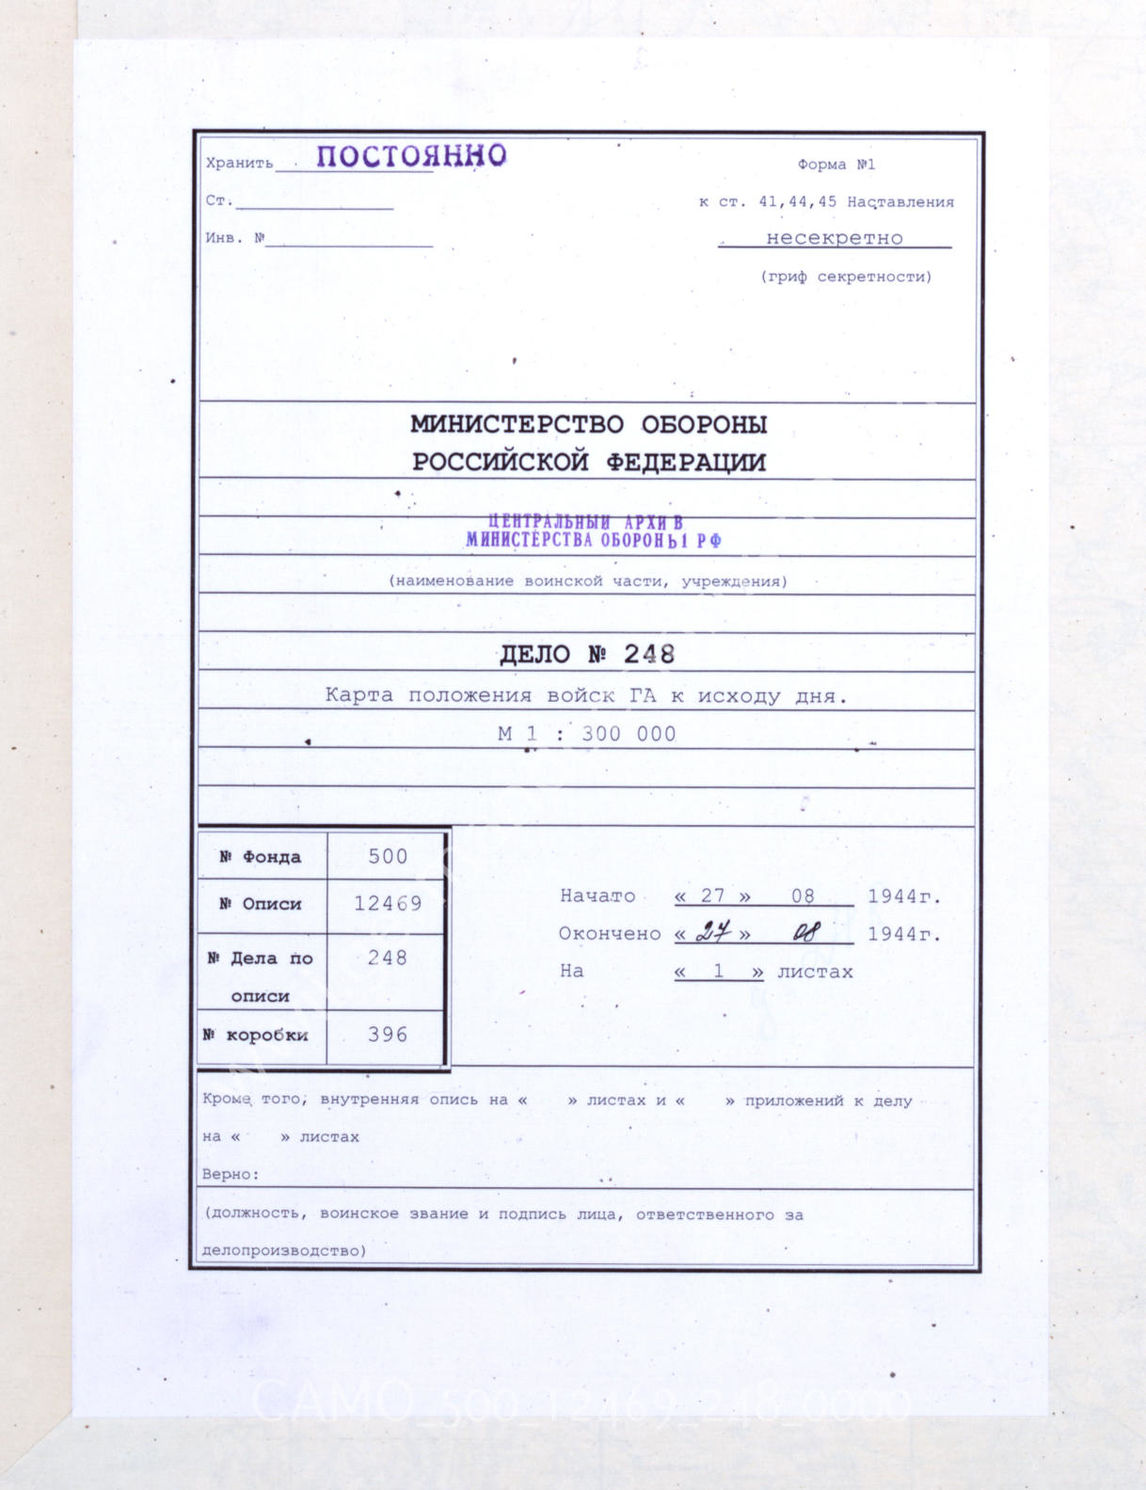 Хранить ПОСТОЯННО
Форма №1
Ст.
к ст. 41,44,45 Наставления
Инв. №
несекретно
(гриф секретности)
МИНИСТЕРСТВО ОБОРОНЫ
РОССИЙСКОЙ ФЕДЕРАЦИИ
ЦЕНТРАЛЬНЫЙ АРХИВ
МИНИСТЕРСТВА ОБОРОНЫ РФ
(наименование воинской части, учреждения)
ДЕЛО № 248
Карта положения войск ГА к исходу дня.
М 1 : 300 000
№ Фонда 500
№ Описи 12469
№ Дела по описи 248
№ коробки 396
Начато « 27 » 08 1944г.
Окончено « 27 » 08 1944г.
На « 1 » листах
Кроме того, внутренняя опись на « » листах и « » приложений к делу
на « » листах
Верно:
(должность, воинское звание и подпись лица, ответственного за
делопроизводство)
CAMO_500_12469_248_0000